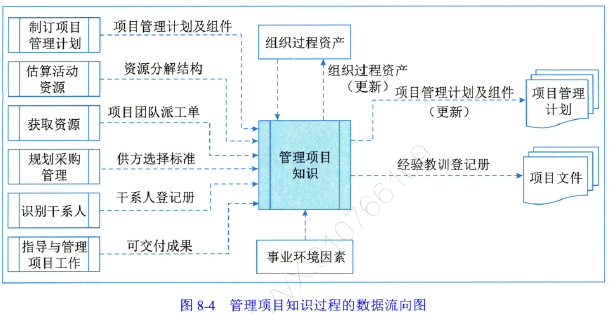 制订项目
管理计划
项目管理计划及组件
组织过程资产
估算活动
资源
资源分解结构
组织过程资产
（更新）
项目管理计划及组件
（更新）
项目管理
计划
获取资源
项目团队派工单
规划采购
管理
供方选择标准
管理项目
知识
经验教训登记册
项目文件
识别干系人
干系人登记册
指导与管理
项目工作
可交付成果
事业环境因素
图 8-4 管理项目知识过程的数据流向图